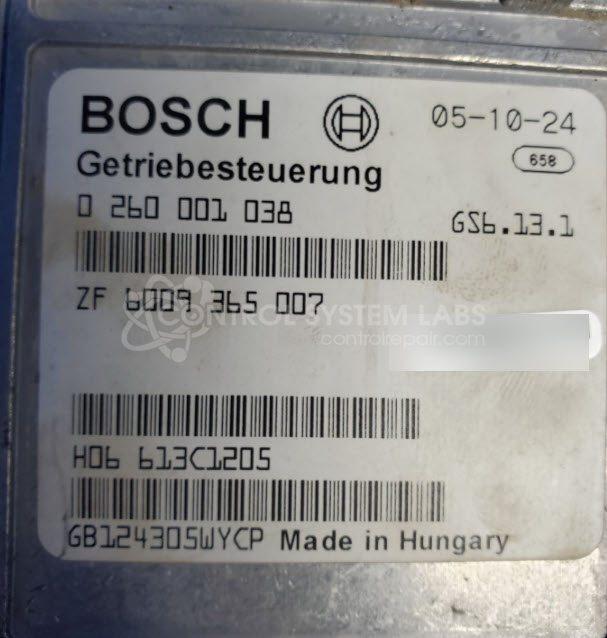 BOSCH 05-10-24
658
Getriebesteuerung
0 260 001 038
GS6.13.1
ZF 6009 365 007
CONTROL SYSTEM LABS
controlrepair.com
H06 613C1205
GB124305WYCP Made in Hungary